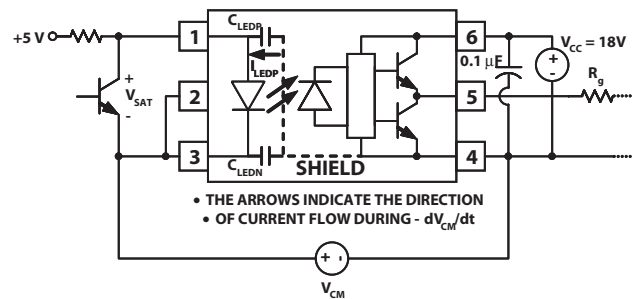 +5 V
C LEDP
1
6
V CC = 18V
I LEDP
0.1 µF
+
V SAT
-
2
+
-
5
R g
3
C LEDN
SHIELD
4
• THE ARROWS INDICATE THE DIRECTION
• OF CURRENT FLOW DURING - dV CM/dt
+ -
V CM